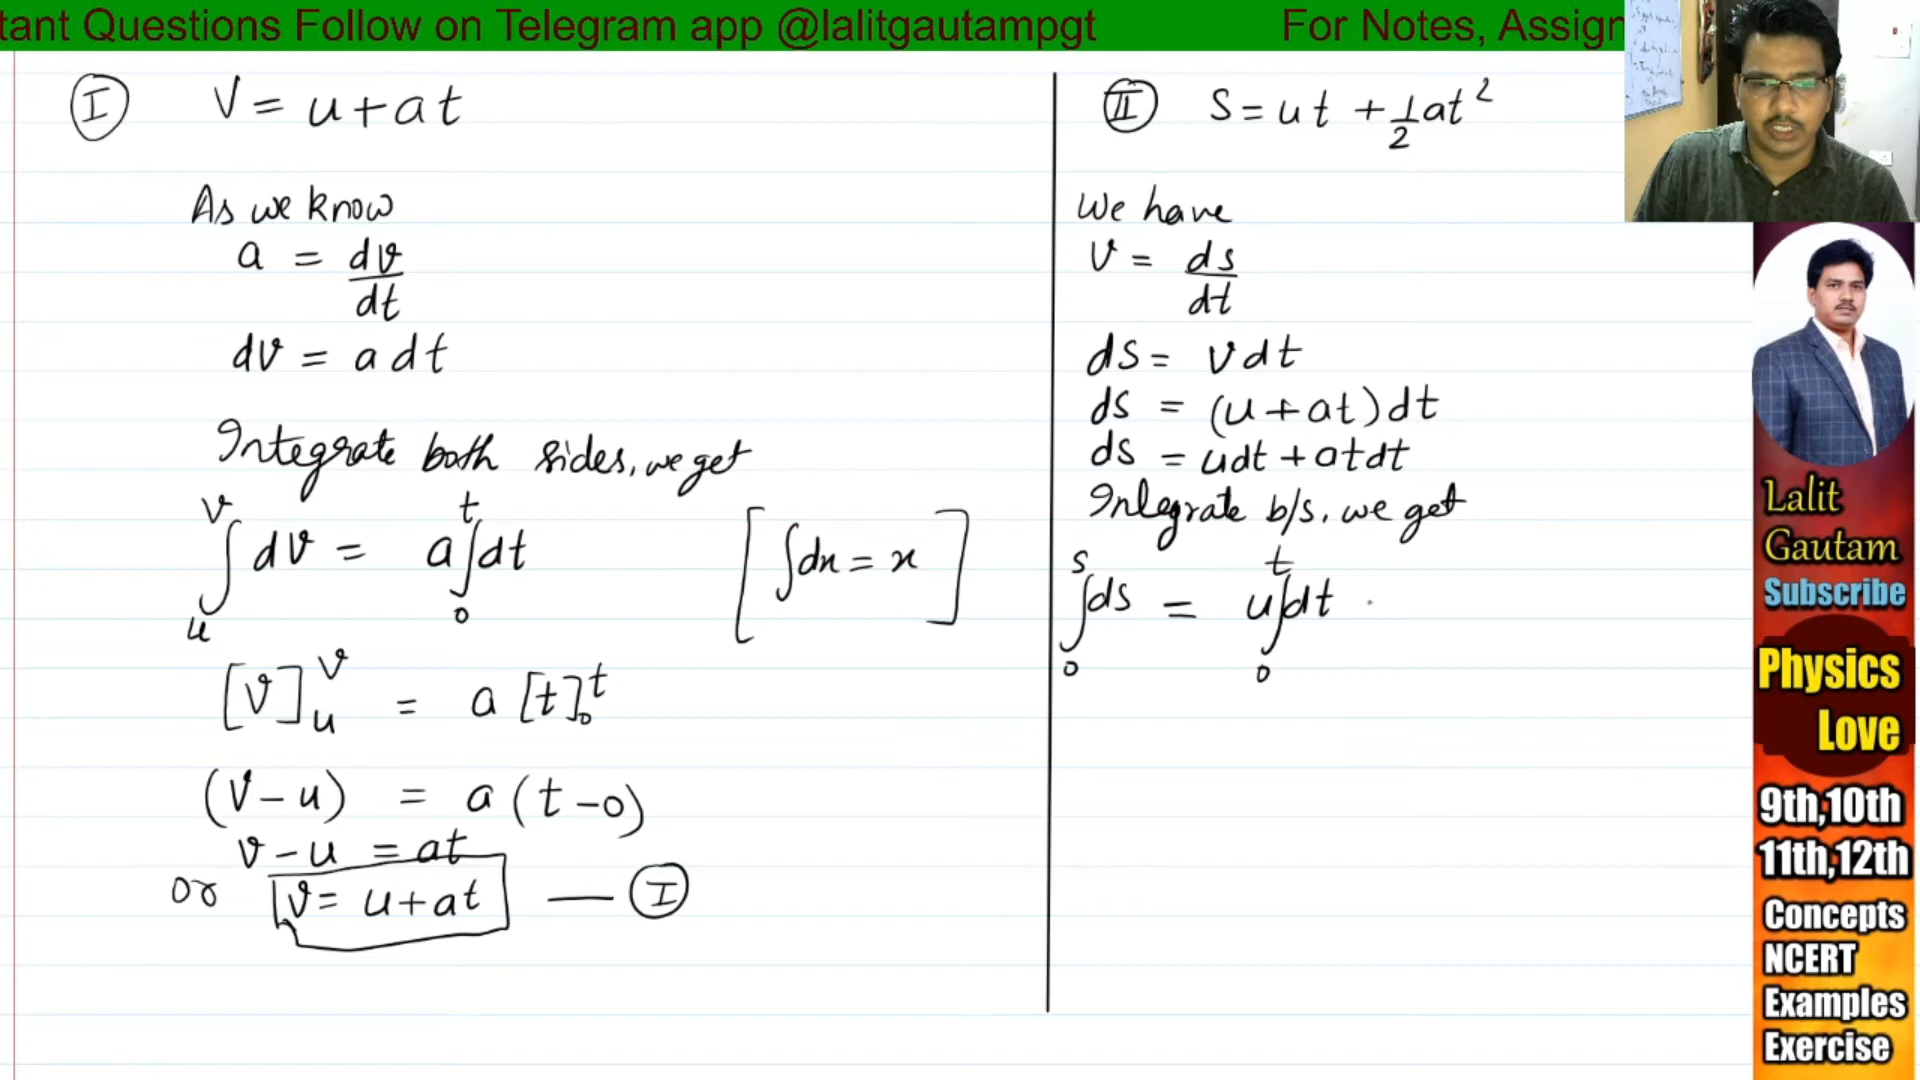 tant Questions Follow on Telegram app @lalitgautampgt For Notes, Assign
I V = u + at
As we know
a = dv/dt
dv = a dt
Integrate both sides, we get
∫_u^v dv = a∫_0^t dt [∫dx = x]
[v]_u^v = a [t]_0^t
(v - u) = a (t - 0)
v - u = at
or v = u + at — I
II S = ut + 1/2 at²
We have
v = ds/dt
ds = vdt
ds = (u + at)dt
ds = udt + atdt
Integrate b/s, we get
∫_0^s ds = u∫_0^t dt
Lalit
Gautam
Subscribe
Physics
Love
9th,10th
11th,12th
Concepts
NCERT
Examples
Exercise